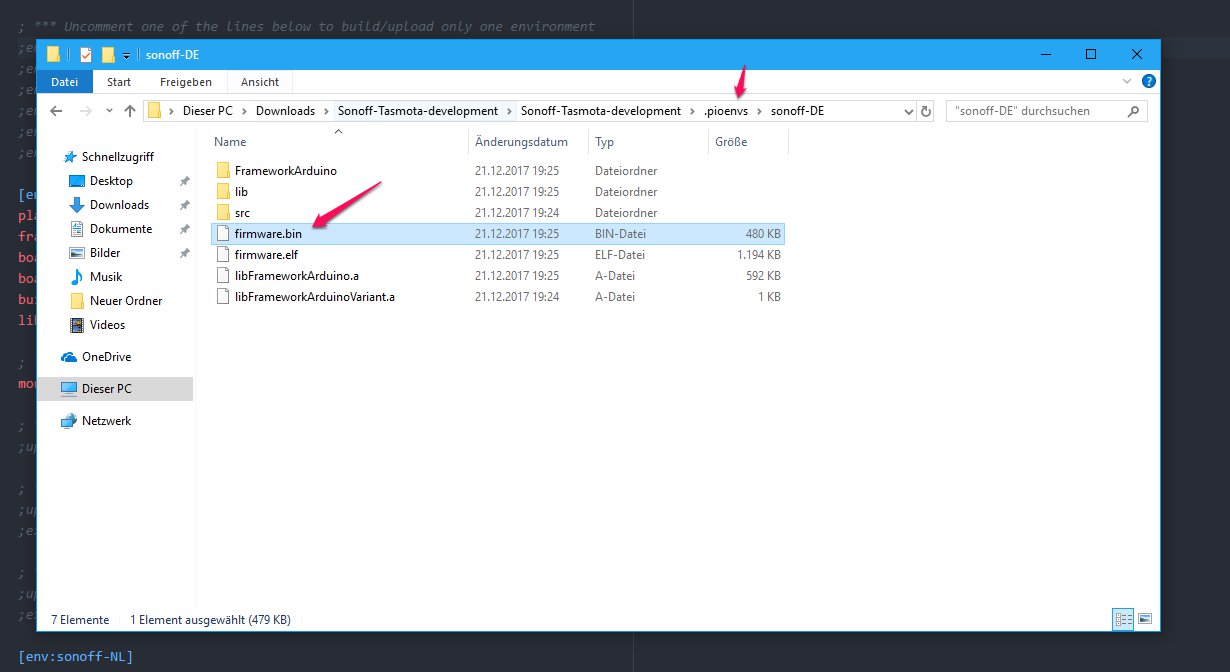 ; *** Uncomment one of the lines below to build/upload only one environment
;e
sonoff-DE
Datei Start Freigeben Ansicht
Dieser PC Downloads Sonoff-Tasmota-development Sonoff-Tasmota-development .pioenvs sonoff-DE "sonoff-DE" durchsuchen
Name Änderungsdatum Typ Größe
Schnellzugriff
Desktop
Downloads
Dokumente
Bilder
Musik
Neuer Ordner
Videos
OneDrive
Dieser PC
Netzwerk
FrameworkArduino 21.12.2017 19:25 Dateiordner
lib 21.12.2017 19:25 Dateiordner
src 21.12.2017 19:24 Dateiordner
firmware.bin 21.12.2017 19:25 BIN-Datei 480 KB
firmware.elf 21.12.2017 19:25 ELF-Datei 1.194 KB
libFrameworkArduino.a 21.12.2017 19:25 A-Datei 592 KB
libFrameworkArduinoVariant.a 21.12.2017 19:24 A-Datei 1 KB
7 Elemente 1 Element ausgewählt (479 KB)
[env:sonoff-NL]